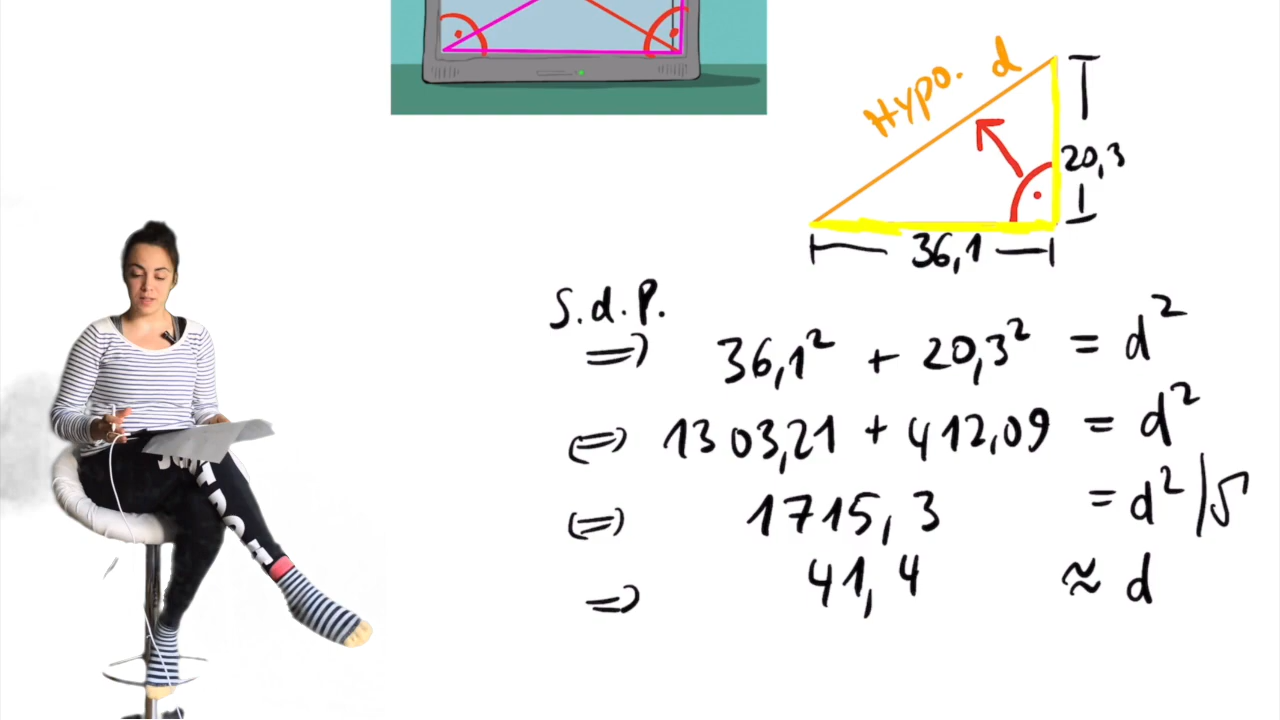 Hypo. d
20,3
36,1
S.d.P.
=> 36,1² + 20,3² = d²
<=> 1303,21 + 412,09 = d²
<=> 1715,3 = d² |√
=> 41,4 ≈ d